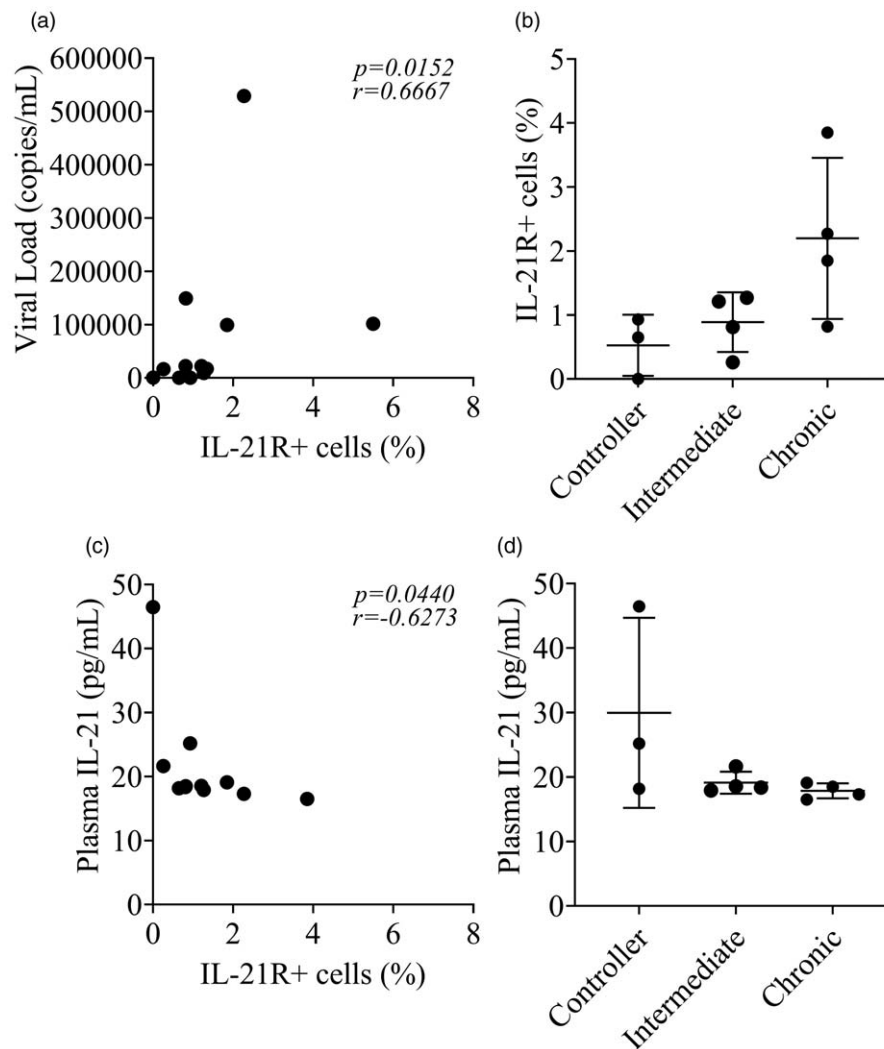 (a)
p=0.0152
r=0.6667
Viral Load (copies/mL)
600000
500000
400000
300000
200000
100000
0
0 2 4 6 8
IL-21R+ cells (%)
(b)
IL-21R+ cells (%)
5
4
3
2
1
0
Controller
Intermediate
Chronic
(c)
p=0.0440
r=-0.6273
Plasma IL-21 (pg/mL)
50
40
30
20
10
0
0 2 4 6 8
IL-21R+ cells (%)
(d)
Plasma IL-21 (pg/mL)
50
40
30
20
10
0
Controller
Intermediate
Chronic